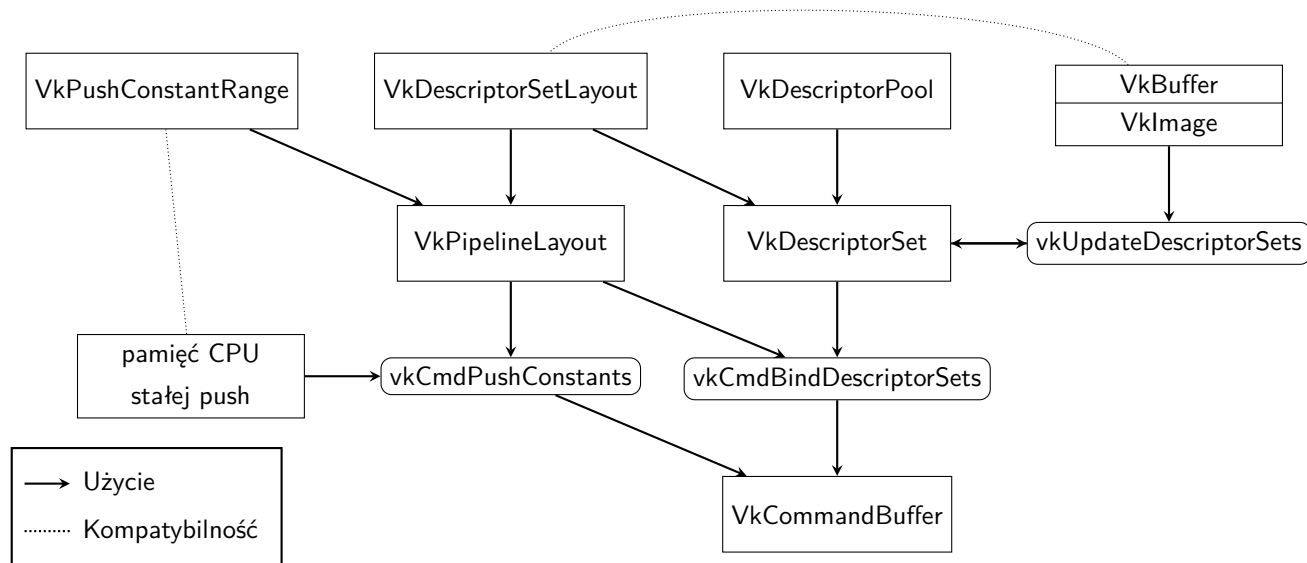 VkPushConstantRange
VkDescriptorSetLayout
VkDescriptorPool
VkBuffer
VkImage
VkPipelineLayout
VkDescriptorSet
vkUpdateDescriptorSets
pamięć CPU
stałej push
vkCmdPushConstants
vkCmdBindDescriptorSets
Użycie
Kompatybilność
VkCommandBuffer